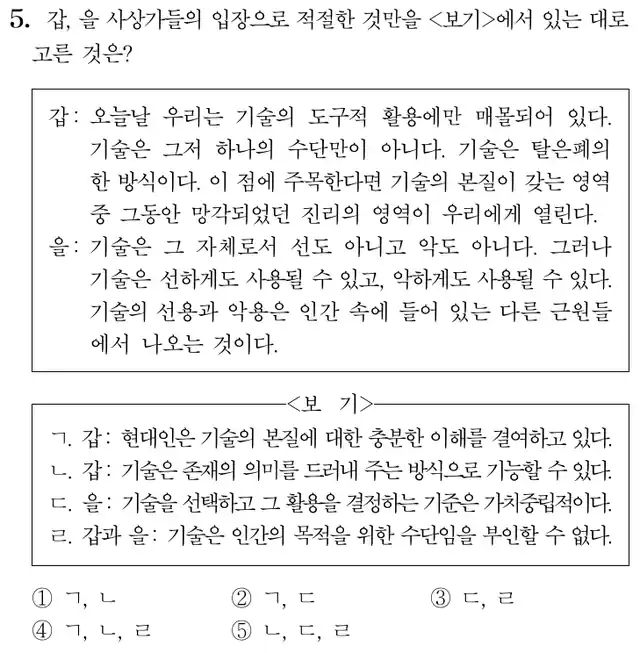 5. 갑, 을 사상가들의 입장으로 적절한 것만을 <보기>에서 있는 대로
고른 것은?
갑: 오늘날 우리는 기술의 도구적 활용에만 매몰되어 있다.
기술은 그저 하나의 수단만이 아니다. 기술은 탈은폐의
한 방식이다. 이 점에 주목한다면 기술의 본질이 갖는 영역
중 그동안 망각되었던 진리의 영역이 우리에게 열린다.
을: 기술은 그 자체로서 선도 아니고 악도 아니다. 그러나
기술은 선하게도 사용될 수 있고, 악하게도 사용될 수 있다.
기술의 선용과 악용은 인간 속에 들어 있는 다른 근원들
에서 나오는 것이다.
<보 기>
ㄱ. 갑: 현대인은 기술의 본질에 대한 충분한 이해를 결여하고 있다.
ㄴ. 갑: 기술은 존재의 의미를 드러내 주는 방식으로 기능할 수 있다.
ㄷ. 을: 기술을 선택하고 그 활용을 결정하는 기준은 가치중립적이다.
ㄹ. 갑과 을: 기술은 인간의 목적을 위한 수단임을 부인할 수 없다.
① ㄱ, ㄴ ② ㄱ, ㄷ ③ ㄷ, ㄹ
④ ㄱ, ㄴ, ㄹ ⑤ ㄴ, ㄷ, ㄹ